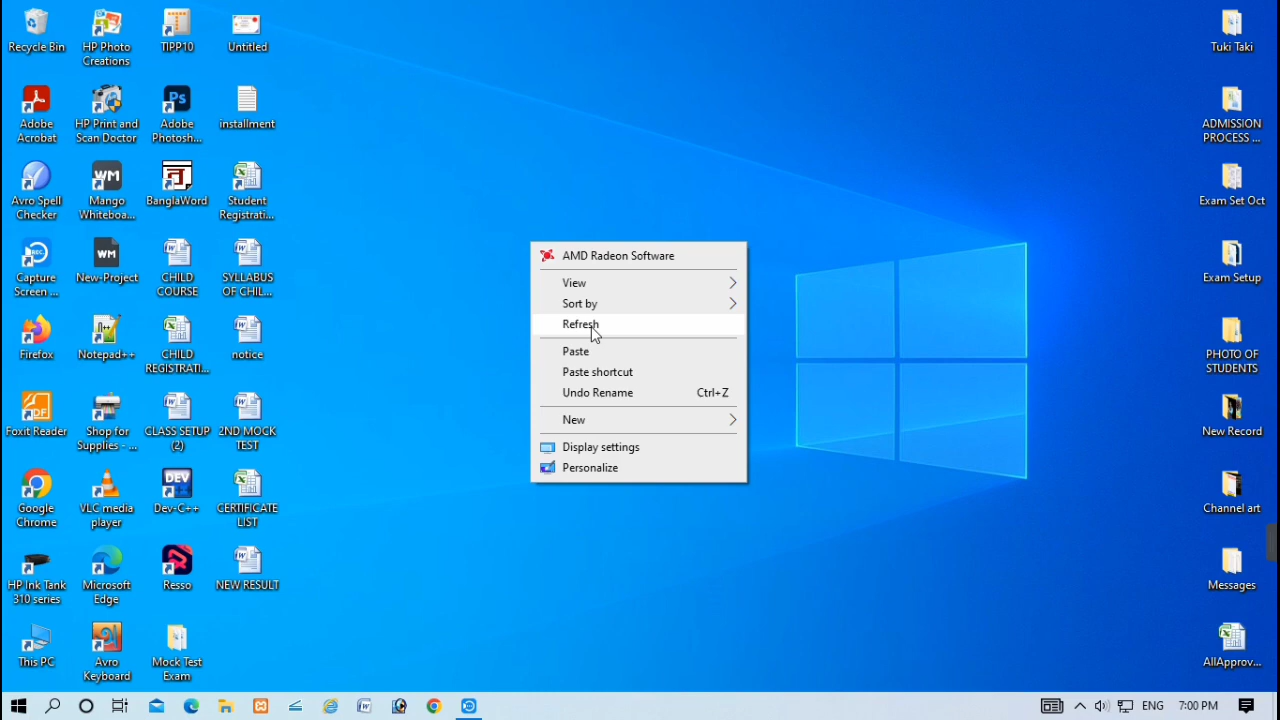 Recycle Bin
HP Photo
Creations
TIPP10
Untitled
Tuki Taki
Adobe
Acrobat
HP Print and
Scan Doctor
Adobe
Photosh...
installment
ADMISSION
PROCESS ...
Avro Spell
Checker
Mango
Whiteboa...
BanglaWord
Student
Registrati...
Exam Set Oct
Capture
Screen ...
New-Project
CHILD
COURSE
SYLLABUS
OF CHIL...
Exam Setup
Firefox
Notepad++
CHILD
REGISTRATI...
notice
PHOTO OF
STUDENTS
Foxit Reader
Shop for
Supplies - ...
CLASS SETUP
(2)
2ND MOCK
TEST
New Record
Google
Chrome
VLC media
player
Dev-C++
CERTIFICATE
LIST
Channel art
HP Ink Tank
310 series
Microsoft
Edge
Resso
NEW RESULT
Messages
This PC
Avro
Keyboard
Mock Test
Exam
AllApprov...
AMD Radeon Software
View
Sort by
Refresh
Paste
Paste shortcut
Undo Rename Ctrl+Z
New
Display settings
Personalize
ENG 7:00 PM